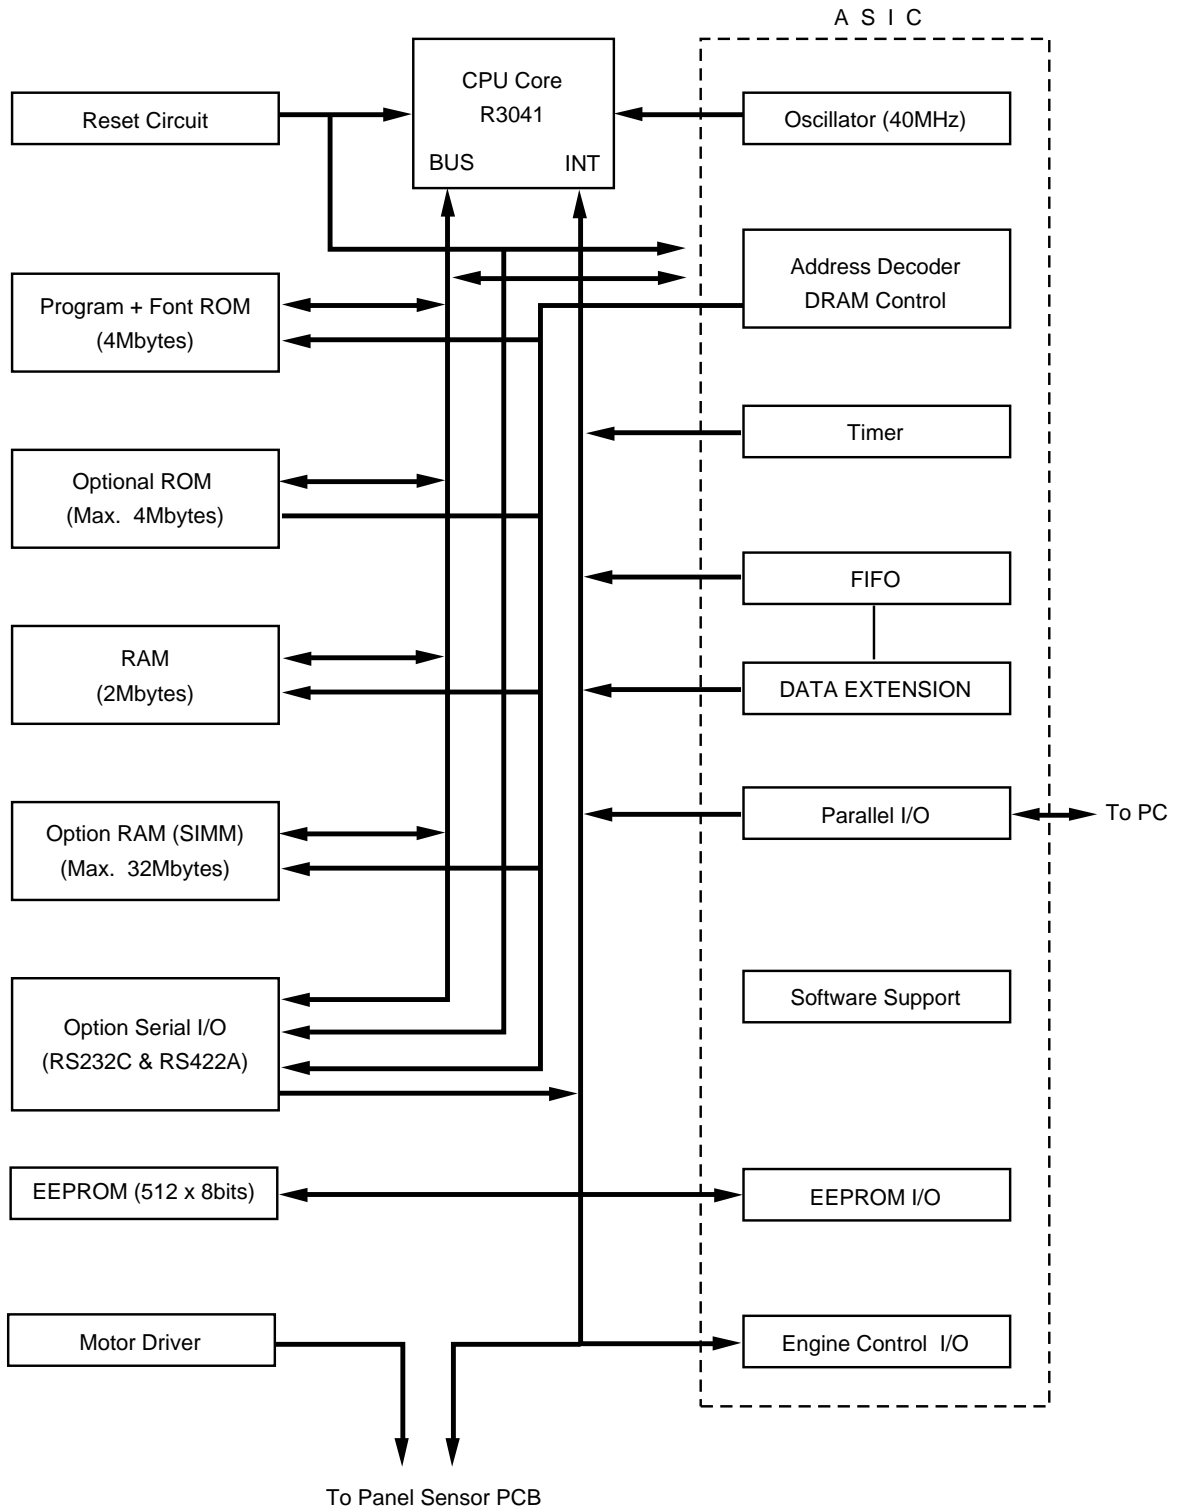 A S I C
CPU Core
R3041
BUS INT
Reset Circuit
Oscillator (40MHz)
Address Decoder
DRAM Control
Program + Font ROM
(4Mbytes)
Timer
Optional ROM
(Max. 4Mbytes)
FIFO
RAM
(2Mbytes)
DATA EXTENSION
Parallel I/O
To PC
Option RAM (SIMM)
(Max. 32Mbytes)
Software Support
Option Serial I/O
(RS232C & RS422A)
EEPROM (512 x 8bits)
EEPROM I/O
Motor Driver
Engine Control I/O
To Panel Sensor PCB